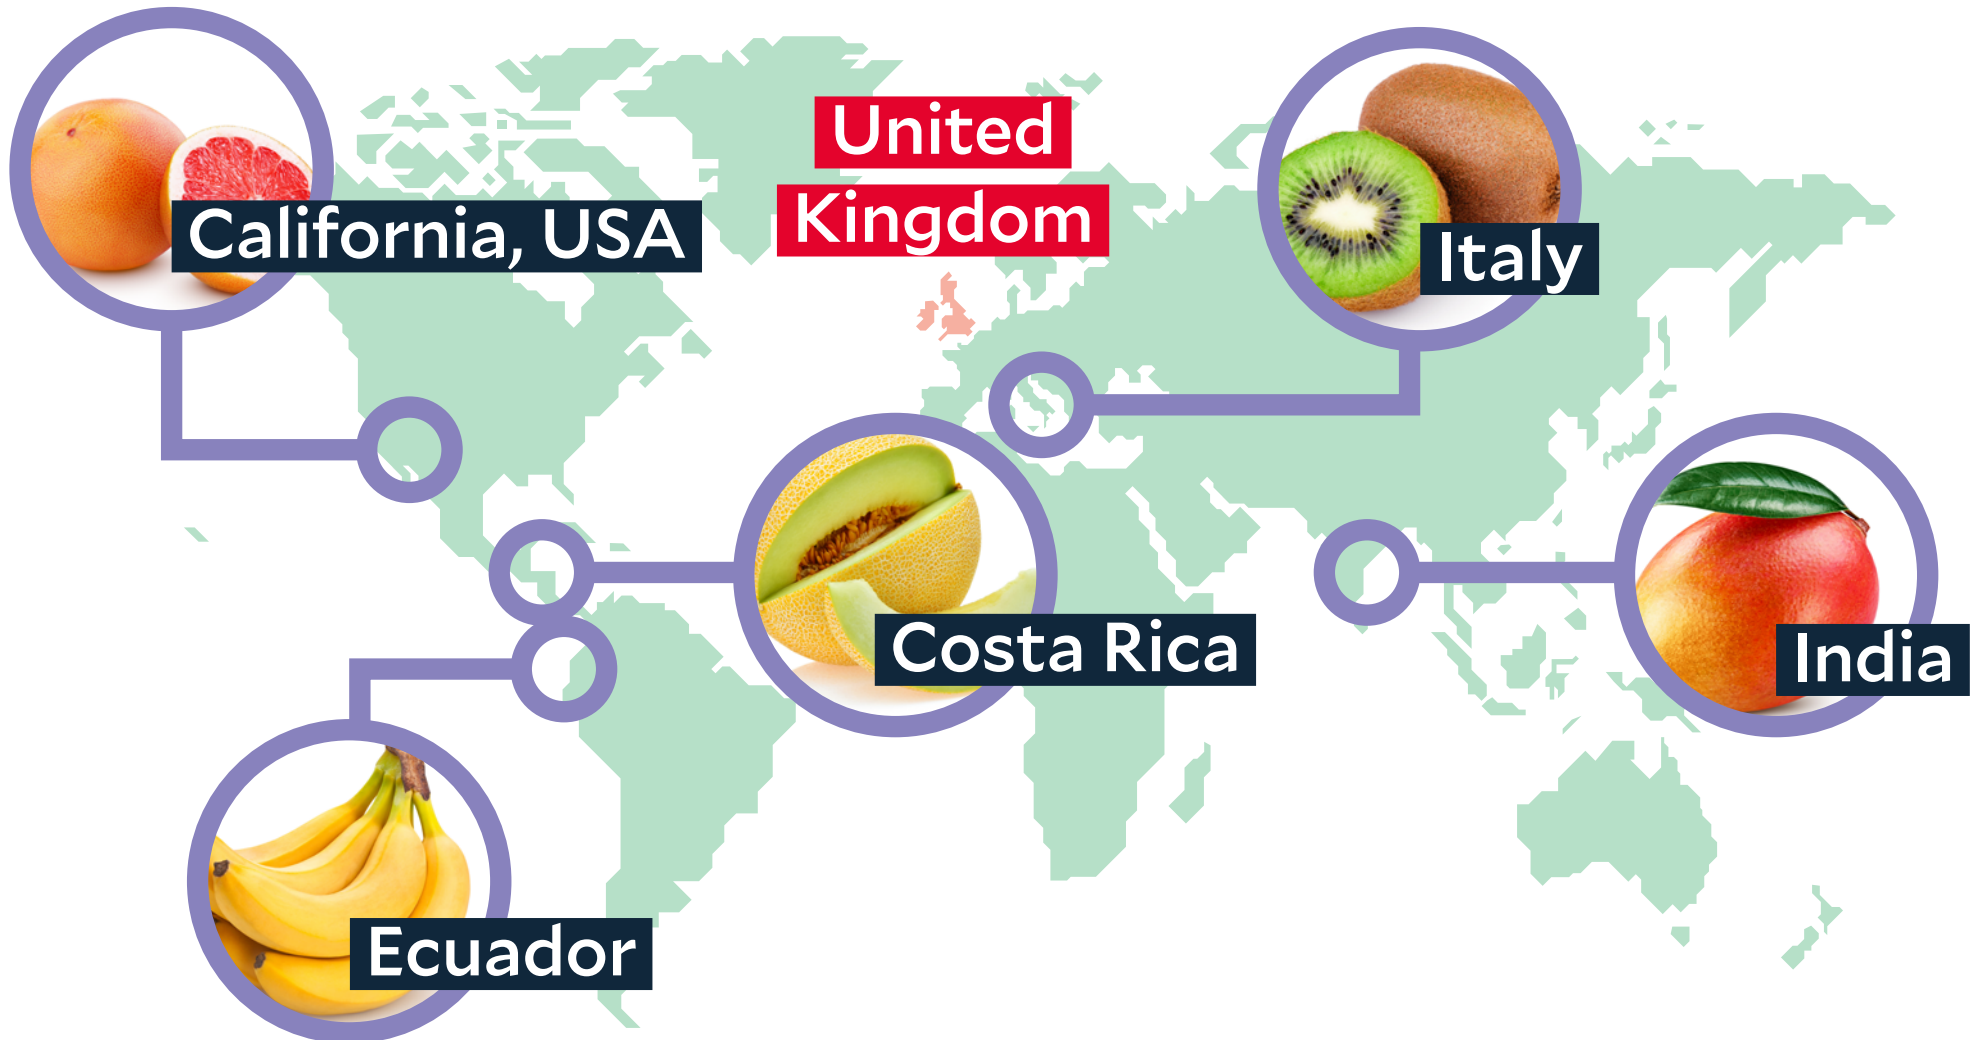 United
Kingdom
California, USA
Italy
Costa Rica
India
Ecuador